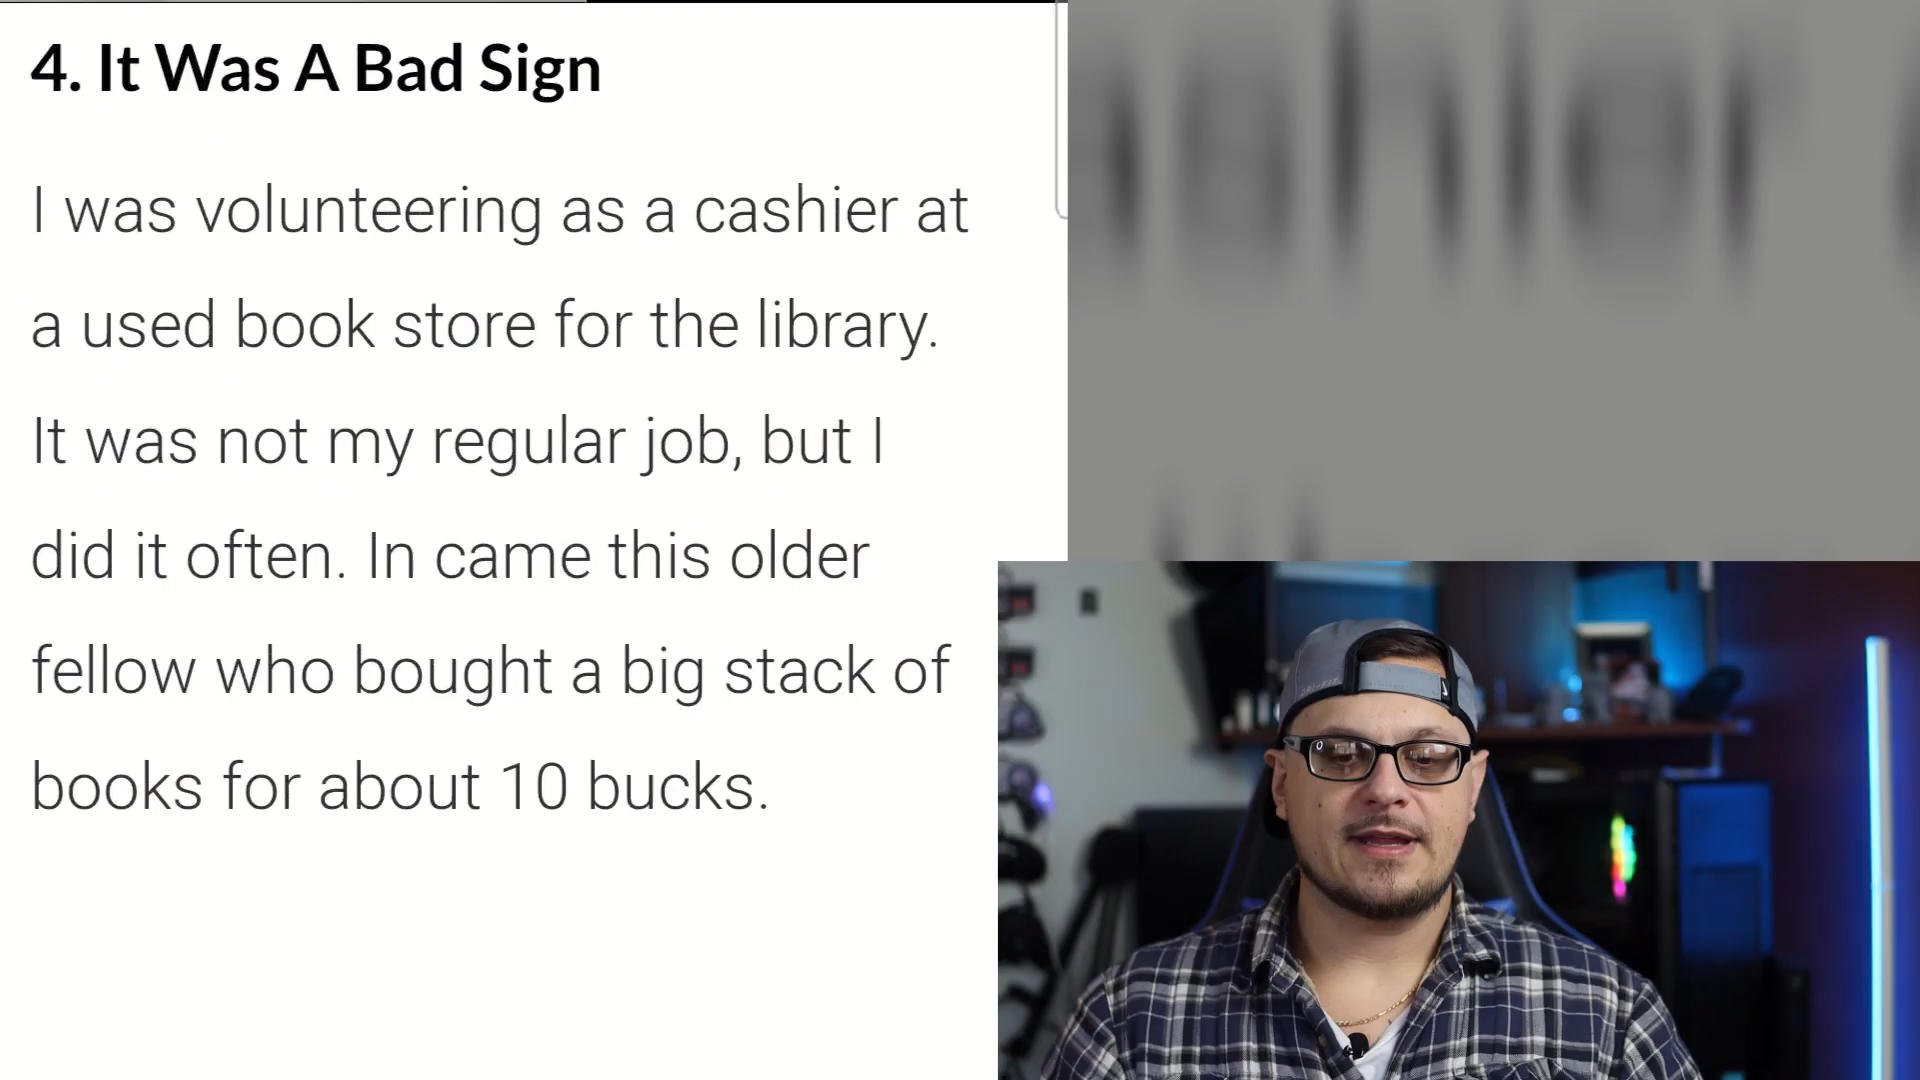 4. It Was A Bad Sign
I was volunteering as a cashier at
a used book store for the library.
It was not my regular job, but I
did it often. In came this older
fellow who bought a big stack of
books for about 10 bucks.